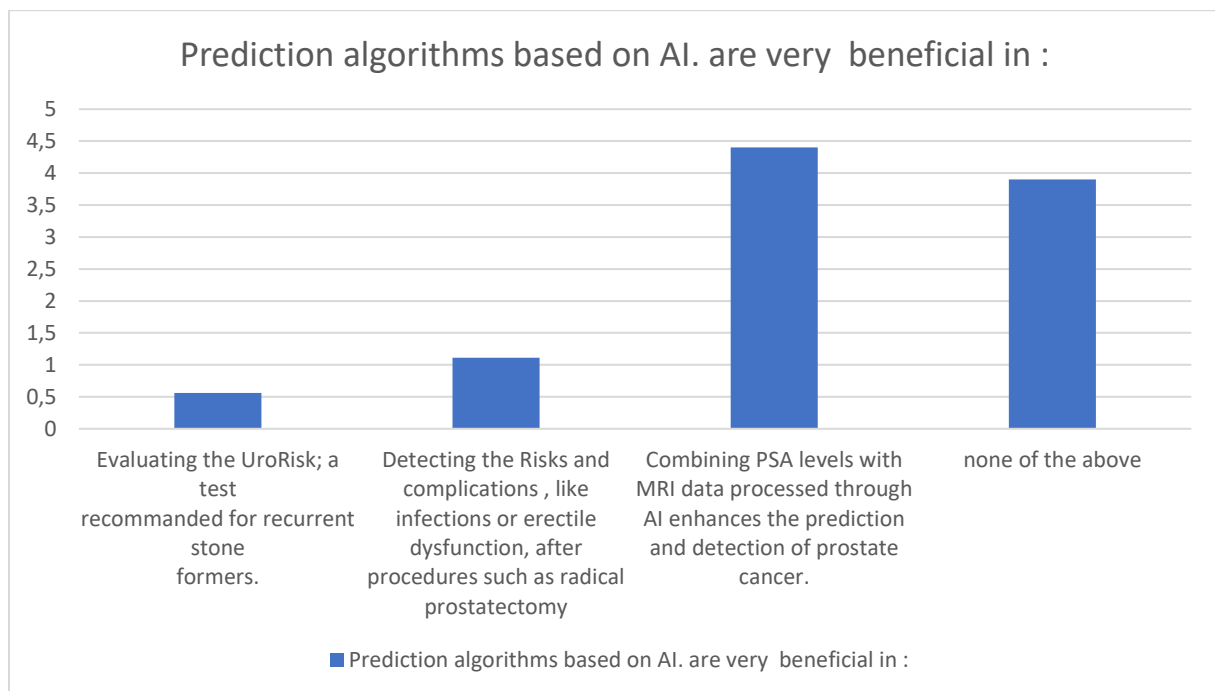 Prediction algorithms based on AI. are very  beneficial in :
5
4,5
4
3,5
3
2,5
2
1,5
1
0,5
0
Evaluating the UroRisk; a
test
recommanded for recurrent
stone
formers.
Detecting the Risks and
complications , like
infections or erectile
dysfunction, after
procedures such as radical
prostatectomy
Combining PSA levels with
MRI data processed through
AI enhances the prediction
and detection of prostate
cancer.
none of the above
Prediction algorithms based on AI. are very  beneficial in :